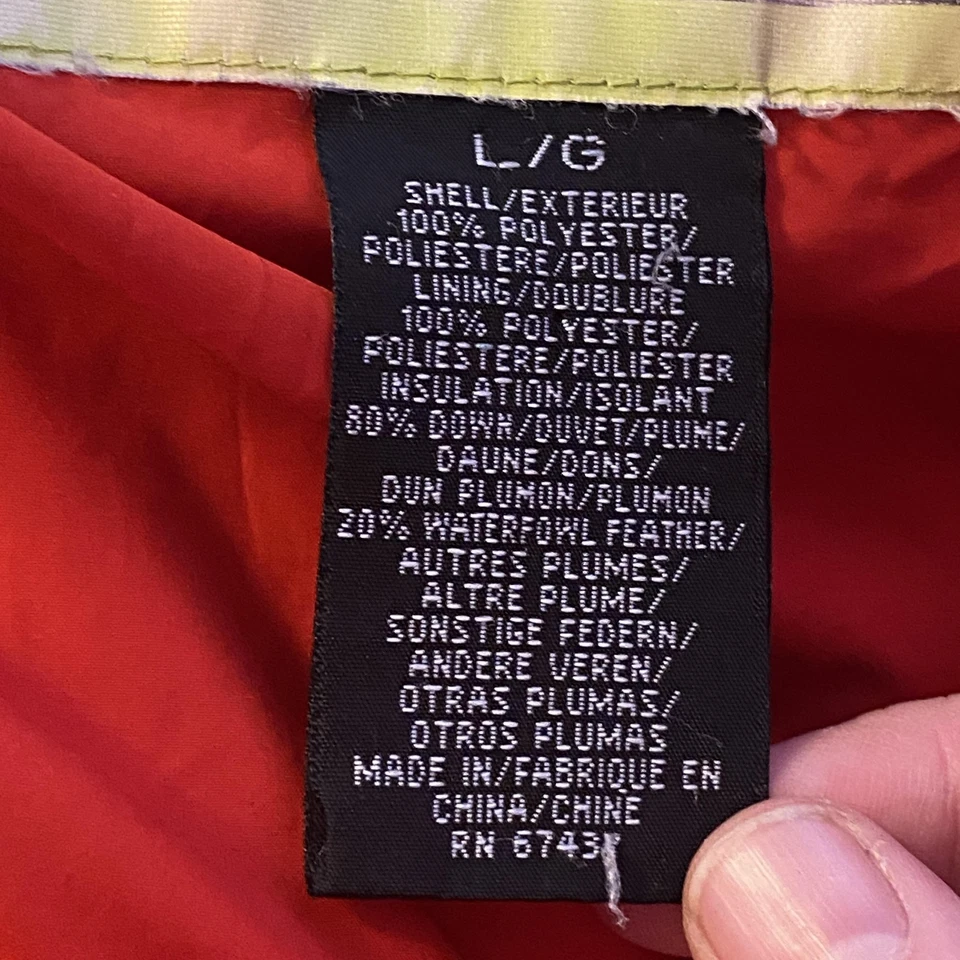 L/G
SHELL/EXTERIEUR
100% POLYESTER/
POLIESTERE/POLIESTER
LINING/DOUBLURE
100% POLYESTER/
POLIESTERE/POLIESTER
INSULATION/ISOLANT
80% DOWN/DUVET/PLUME/
DAUNE/DONS/
DUN PLUMON/PLUMON
20% WATERFOWL FEATHER/
AUTRES PLUMES/
ALTRE PLUME/
SONSTIGE FEDERN/
ANDERE VEREN/
OTRAS PLUMAS/
OTROS PLUMAS
MADE IN/FABRIQUE EN
CHINA/CHINE
RN